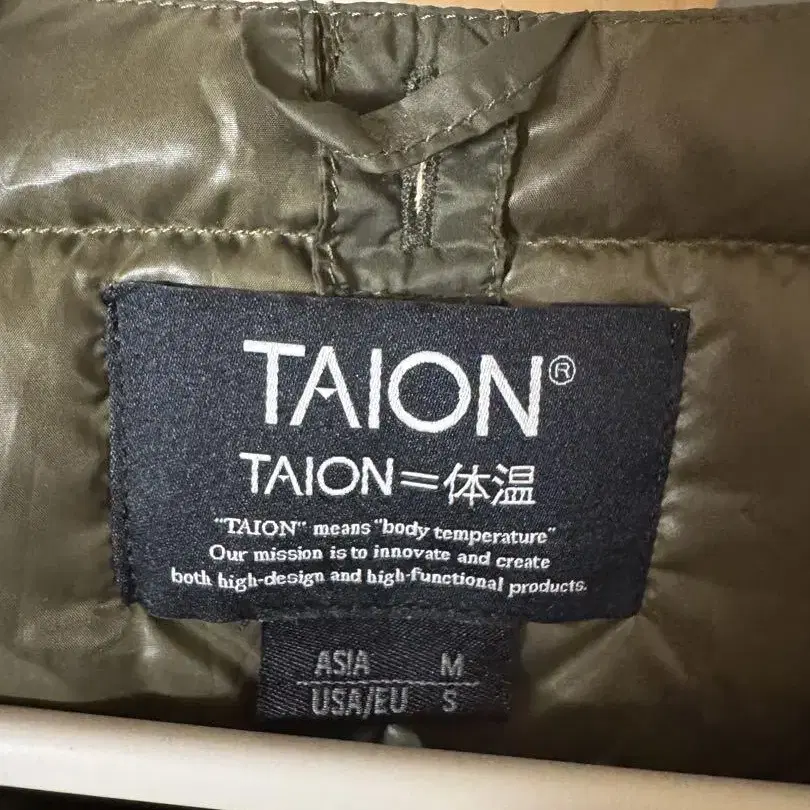 TAION®
TAION=体温
"TAION" means "body temperature"
Our mission is to innovate and create
both high-design and high-functional products.
ASIA M
USA/EU S